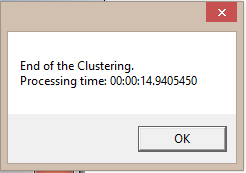 End of the Clustering.
Processing time: 00:00:14.9405450
OK